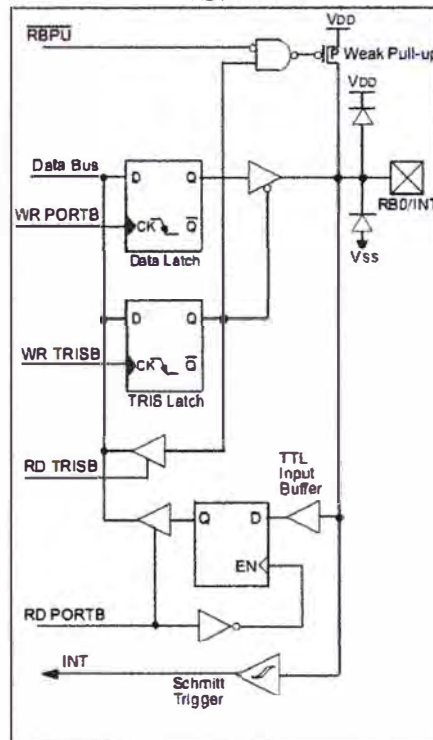 VDD
RBPU
Weak Pull-up
VDD
Data Bus
D Q
RB0/INT
WR PORTB
CK Q
VSS
Data Latch
D Q
WR TRISB
CK Q
TRIS Latch
RD TRISB
TTL
Input
Buffer
Q D
EN
RD PORTB
INT
Schmitt
Trigger